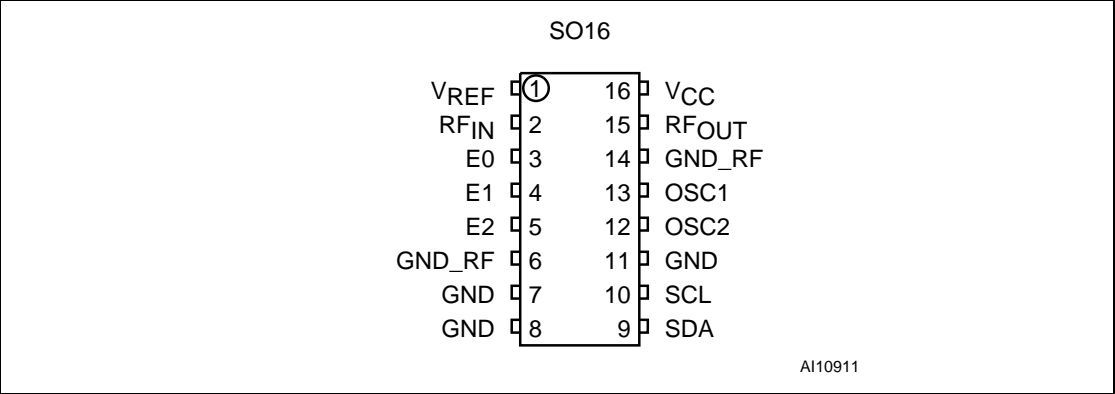 SO16
VREF 1 16 VCC
RFIN 2 15 RFOUT
E0 3 14 GND_RF
E1 4 13 OSC1
E2 5 12 OSC2
GND_RF 6 11 GND
GND 7 10 SCL
GND 8 9 SDA
AI10911